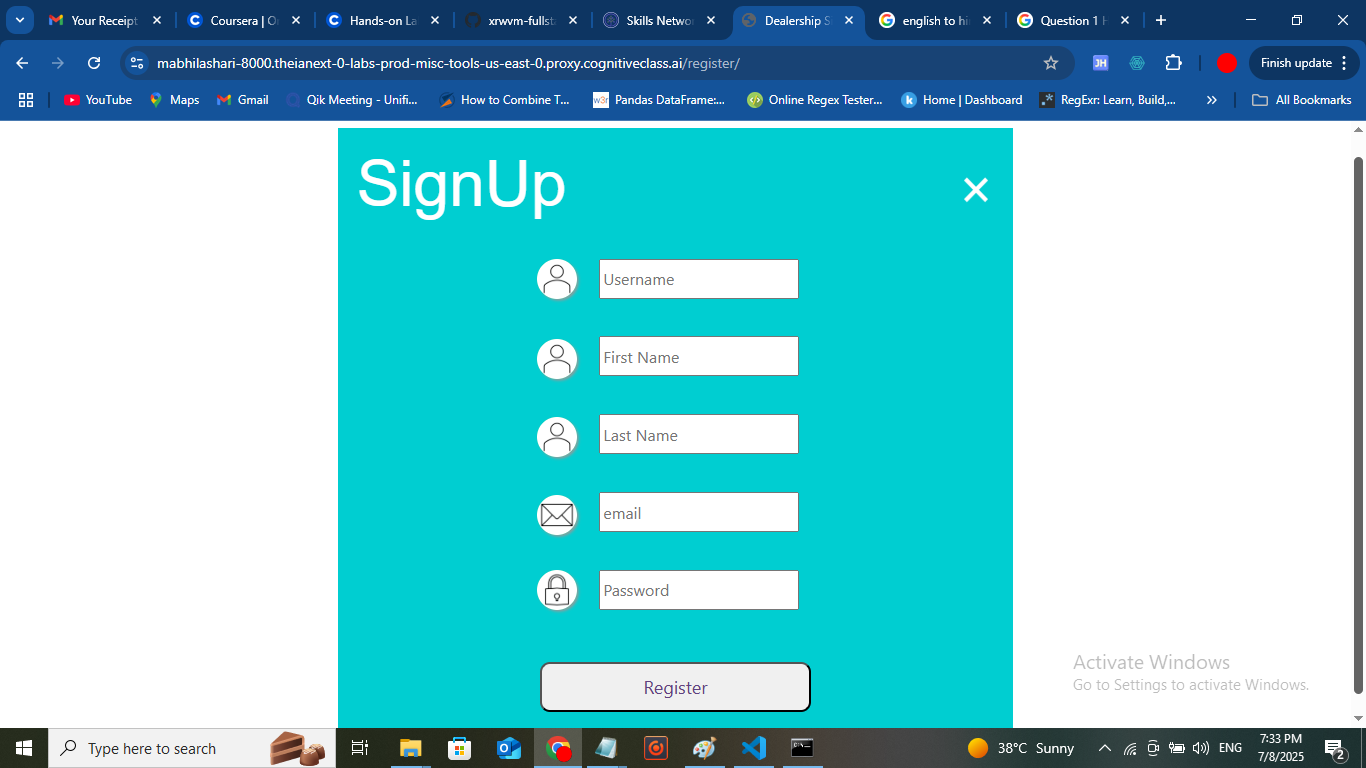 Your Receipt
Coursera | O
Hands-on La
xrwvm-fullst
Skills Netwo
Dealership S
english to hi
Question 1 H
mabhilashari-8000.theianext-0-labs-prod-misc-tools-us-east-0.proxy.cognitiveclass.ai/register/
JH
Finish update
YouTube
Maps
Gmail
Qik Meeting - Unifi...
How to Combine T...
w3r
Pandas DataFrame:...
Online Regex Tester...
k
Home | Dashboard
RegExr: Learn, Build,...
»
All Bookmarks
SignUp
Username
First Name
Last Name
email
Password
Register
Activate Windows
Go to Settings to activate Windows.
Type here to search
38°C Sunny
ENG
7:33 PM
7/8/2025
2